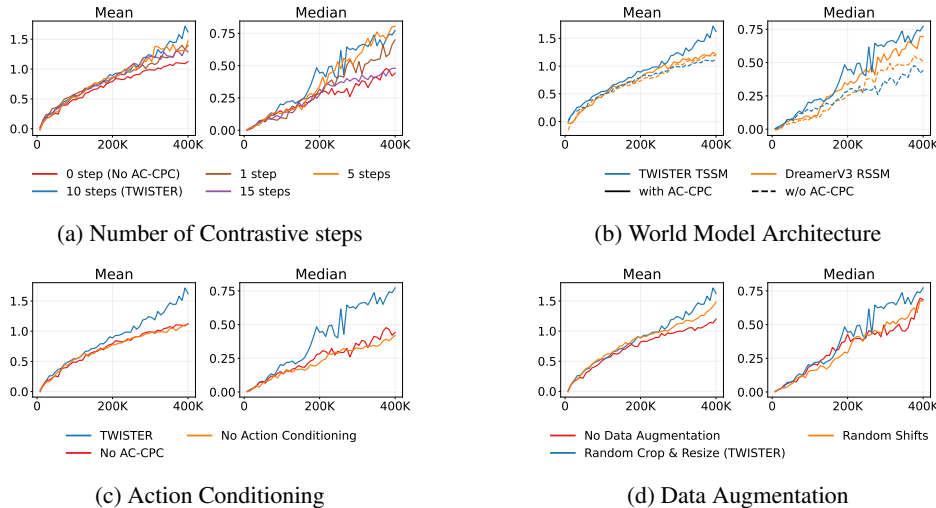 Mean Median
1.5
1.0
0.5
0.0
0.75
0.50
0.25
0.00
0 200K 400K 0 200K 400K
0 step (No AC-CPC) 1 step 5 steps
10 steps (TWISTER) 15 steps
(a) Number of Contrastive steps
Mean Median
1.5
1.0
0.5
0.0
0.75
0.50
0.25
0.00
0 200K 400K 0 200K 400K
TWISTER TSSM DreamerV3 RSSM
with AC-CPC w/o AC-CPC
(b) World Model Architecture
Mean Median
1.5
1.0
0.5
0.0
0.75
0.50
0.25
0.00
0 200K 400K 0 200K 400K
TWISTER No Action Conditioning
No AC-CPC
(c) Action Conditioning
Mean Median
1.5
1.0
0.5
0.0
0.75
0.50
0.25
0.00
0 200K 400K 0 200K 400K
No Data Augmentation Random Shifts
Random Crop & Resize (TWISTER)
(d) Data Augmentation